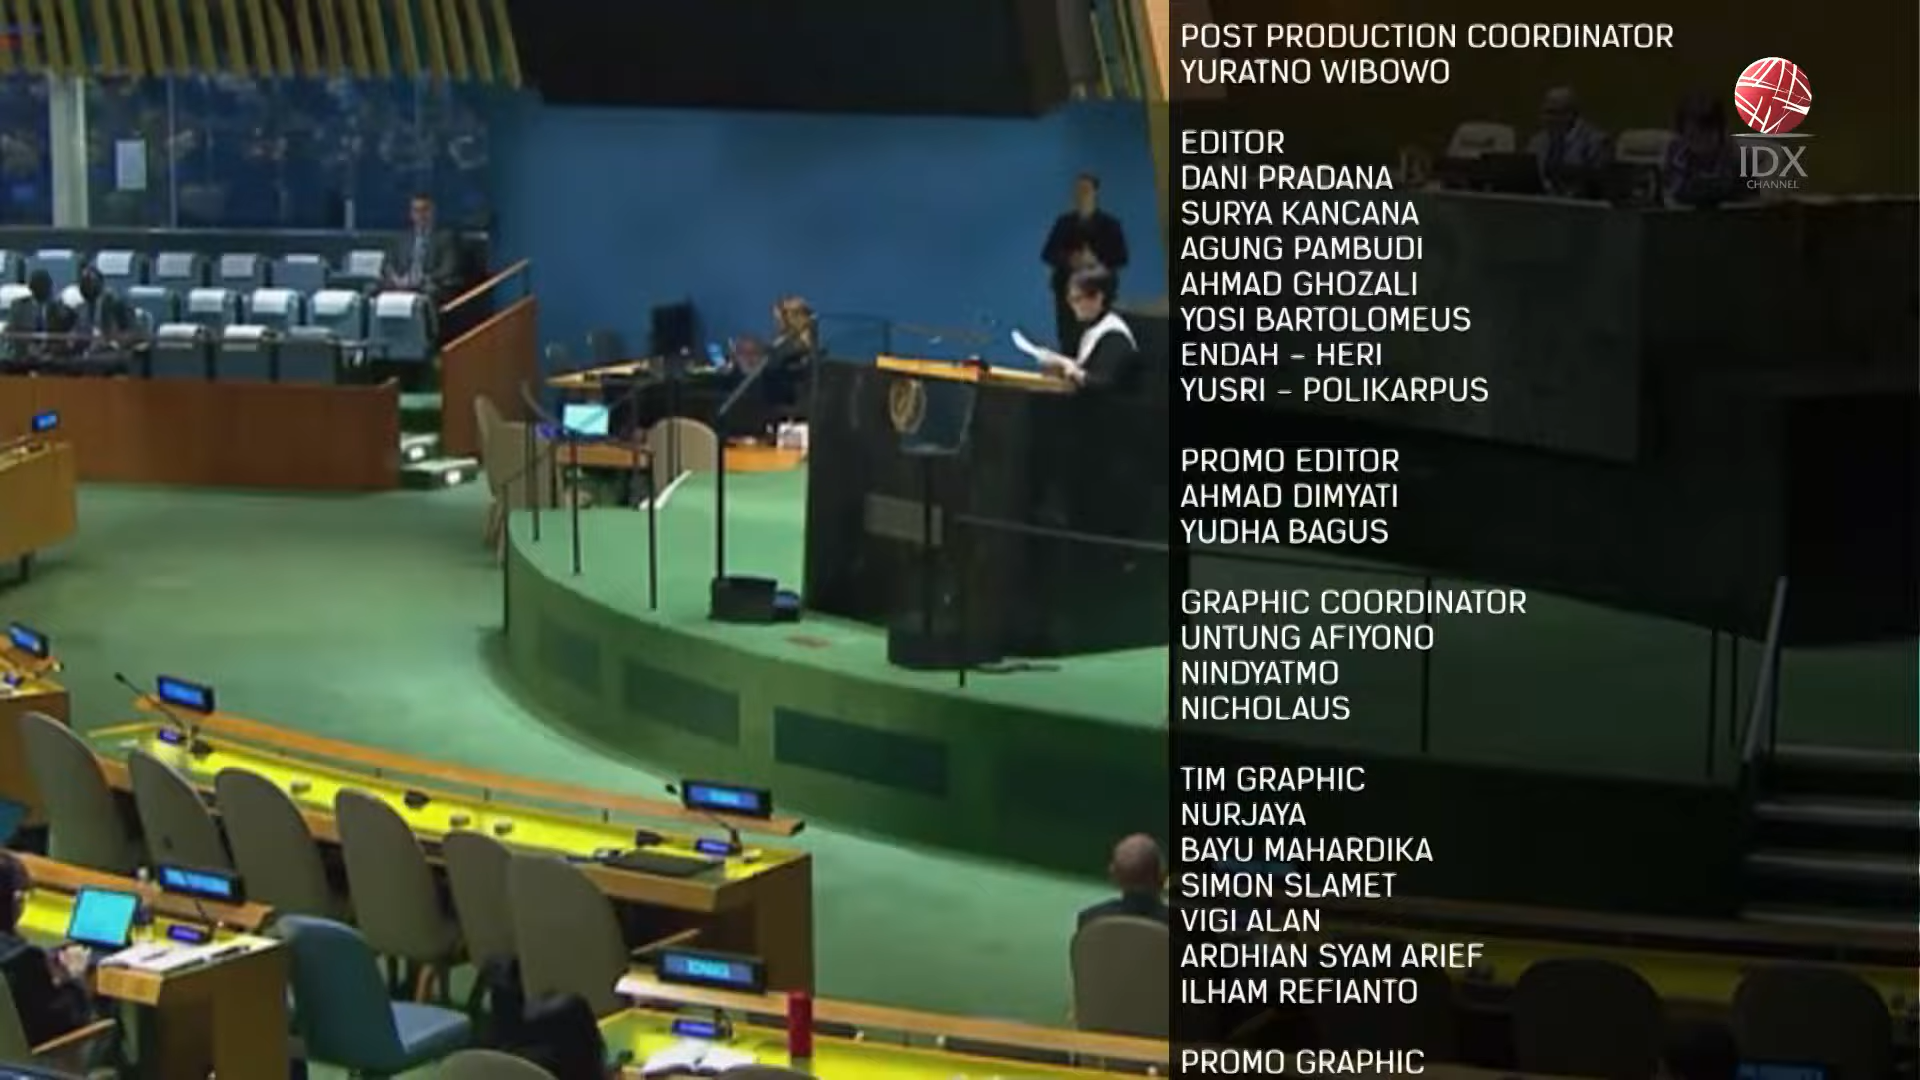 POST PRODUCTION COORDINATOR
YURATNO WIBOWO
EDITOR
DANI PRADANA
SURYA KANCANA
AGUNG PAMBUDI
AHMAD GHOZALI
YOSI BARTOLOMEUS
ENDAH – HERI
YUSRI – POLIKARPUS
PROMO EDITOR
AHMAD DIMYATI
YUDHA BAGUS
GRAPHIC COORDINATOR
UNTUNG AFIYONO
NINDYATMO
NICHOLAUS
TIM GRAPHIC
NURJAYA
BAYU MAHARDIKA
SIMON SLAMET
VIGI ALAN
ARDHIAN SYAM ARIEF
ILHAM REFIANTO
PROMO GRAPHIC
IDX
CHANNEL